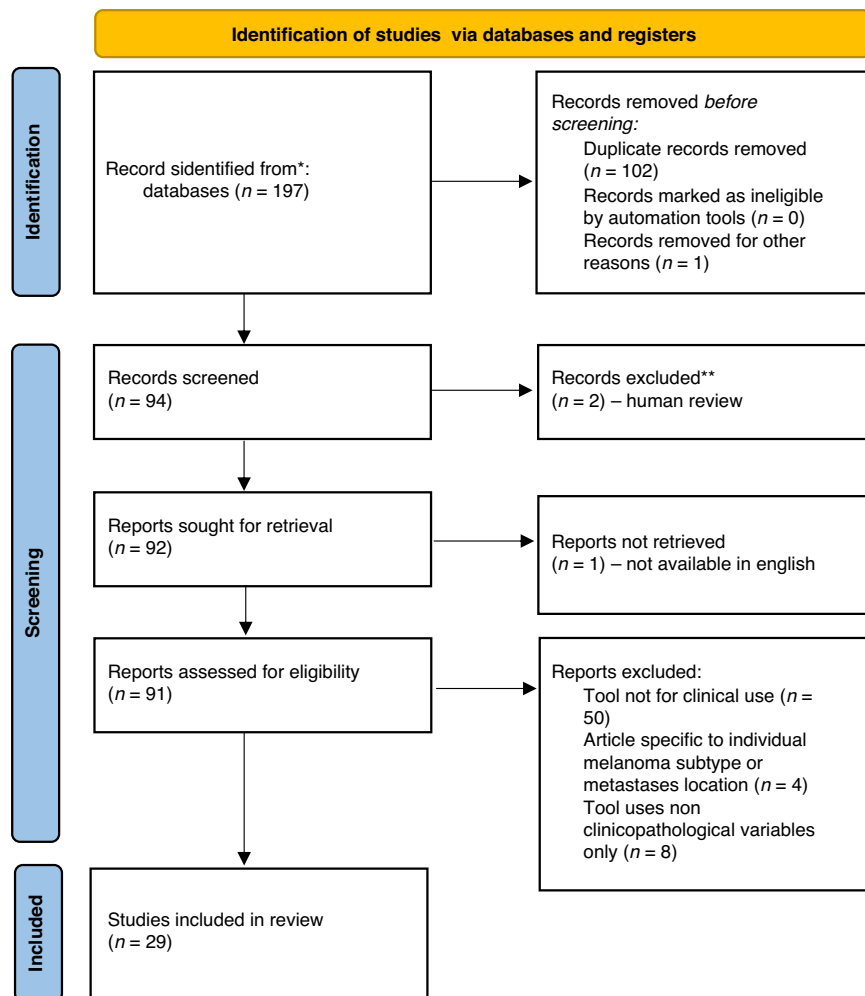 Identification of studies via databases and registers
Identification
Record sidentified from*:
databases (n = 197)
Records removed before
screening:
Duplicate records removed
(n = 102)
Records marked as ineligible
by automation tools (n = 0)
Records removed for other
reasons (n = 1)
Screening
Records screened
(n = 94)
Records excluded**
(n = 2) – human review
Reports sought for retrieval
(n = 92)
Reports not retrieved
(n = 1) – not available in english
Reports assessed for eligibility
(n = 91)
Reports excluded:
Tool not for clinical use (n =
50)
Article specific to individual
melanoma subtype or
metastases location (n = 4)
Tool uses non
clinicopathological variables
only (n = 8)
Included
Studies included in review
(n = 29)